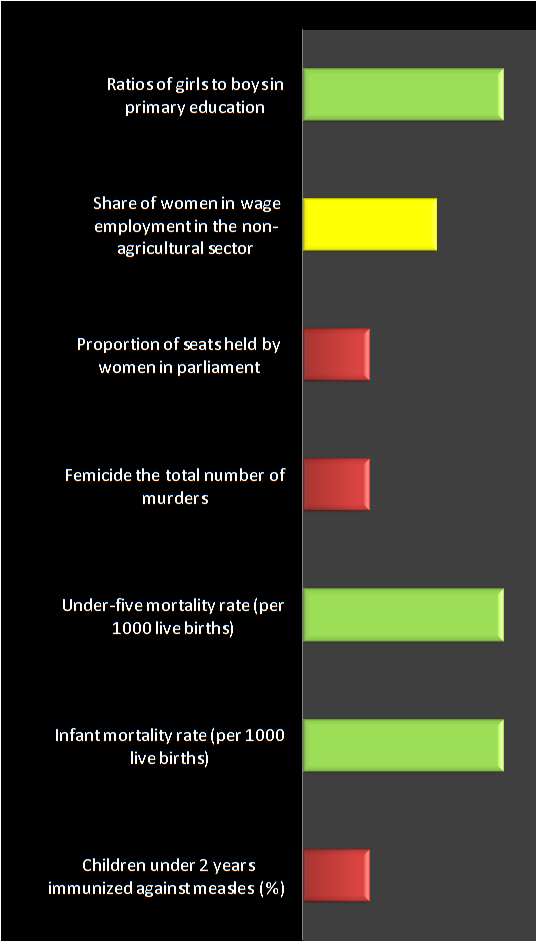 Ratios of girls to boys in
primary education
Share of women in wage
employment in the non-
agricultural sector
Proportion of seats held by
women in parliament
Femicide the total number of
murders
Under-five mortality rate (per
1000 live births)
Infant mortality rate (per 1000
live births)
Children under 2 years
immunized against measles (%)